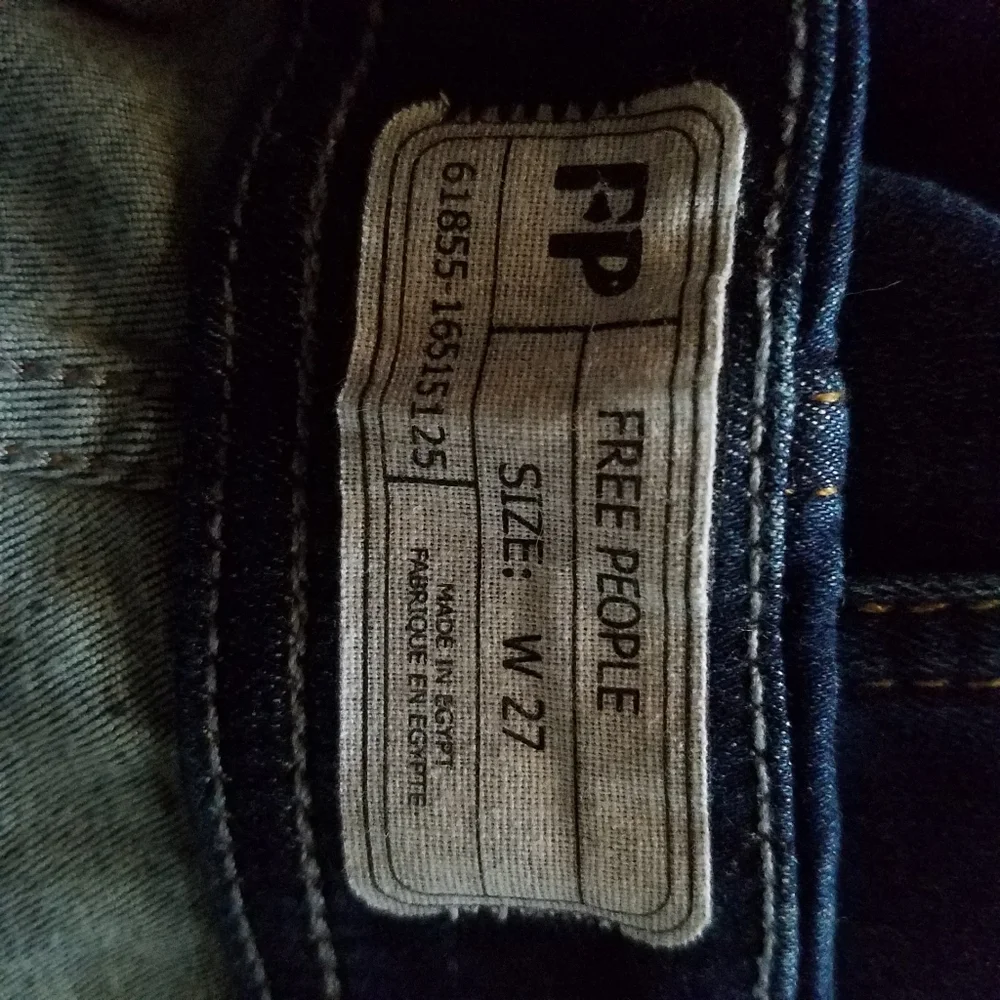 FP
FREE PEOPLE
SIZE: W 27
61855-16515125
MADE IN EGYPT
FABRIQUE EN EGYPTE